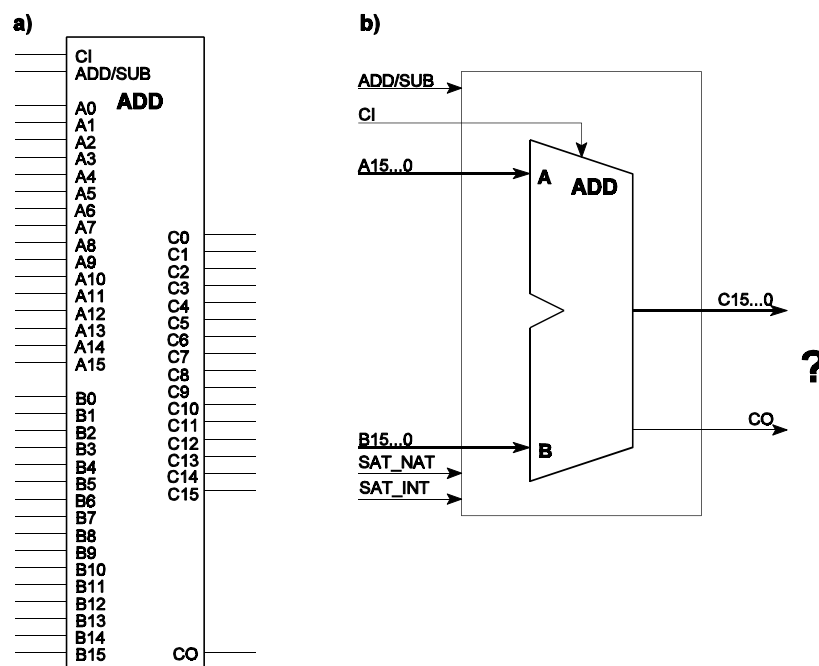 a)
CI
ADD/SUB
ADD
A0
A1
A2
A3
A4
A5
A6
A7
A8
A9
A10
A11
A12
A13
A14
A15
B0
B1
B2
B3
B4
B5
B6
B7
B8
B9
B10
B11
B12
B13
B14
B15
C0
C1
C2
C3
C4
C5
C6
C7
C8
C9
C10
C11
C12
C13
C14
C15
CO
b)
ADD/SUB
CI
A15...0
A
ADD
C15...0
?
CO
B15...0
B
SAT_NAT
SAT_INT